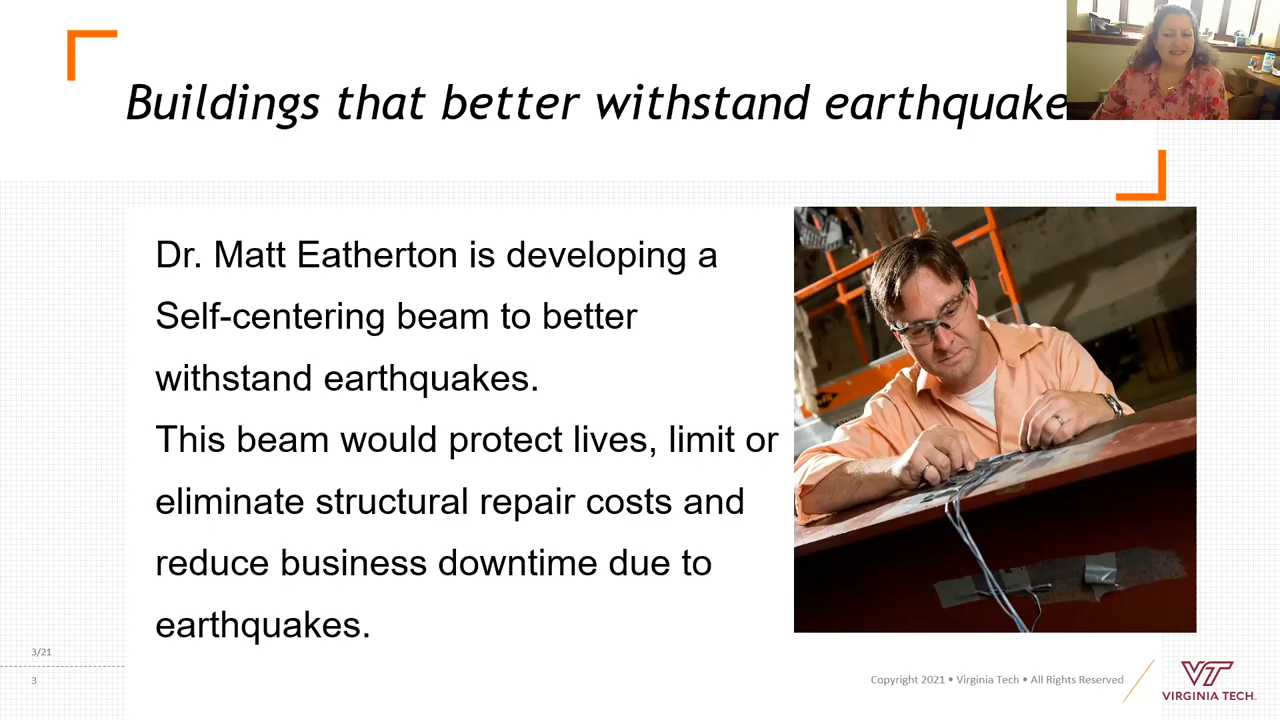 Buildings that better withstand earthquake
Dr. Matt Eatherton is developing a
Self-centering beam to better
withstand earthquakes.
This beam would protect lives, limit or
eliminate structural repair costs and
reduce business downtime due to
earthquakes.
3/21
3
Copyright 2021 • Virginia Tech • All Rights Reserved
VT
VIRGINIA TECH.